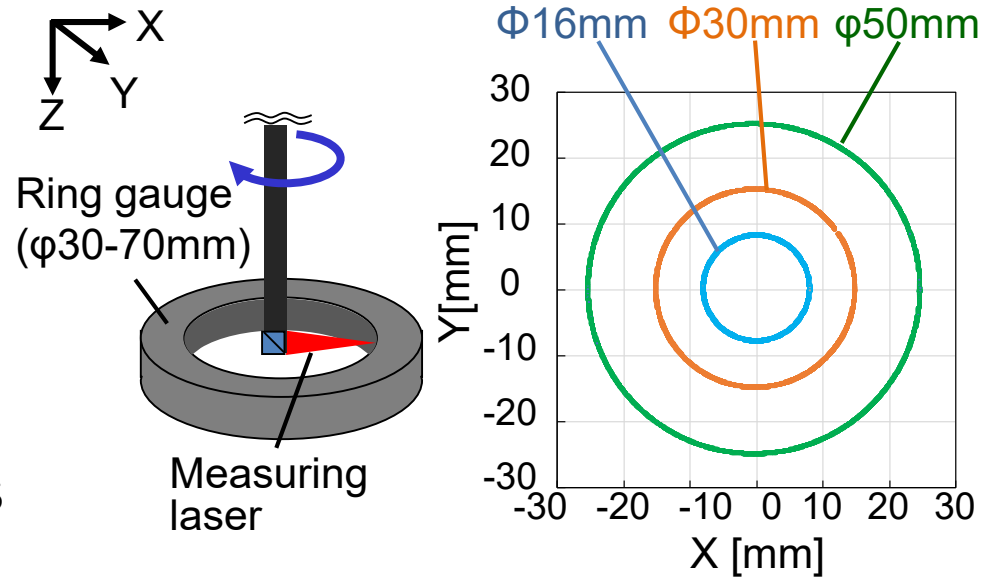 X
Y
Z
Ring gauge
(φ30-70mm)
Measuring
laser
Φ16mm Φ30mm φ50mm
30
20
10
0
-10
-20
-30
Y[mm]
-30 -20 -10 0 10 20 30
X [mm]